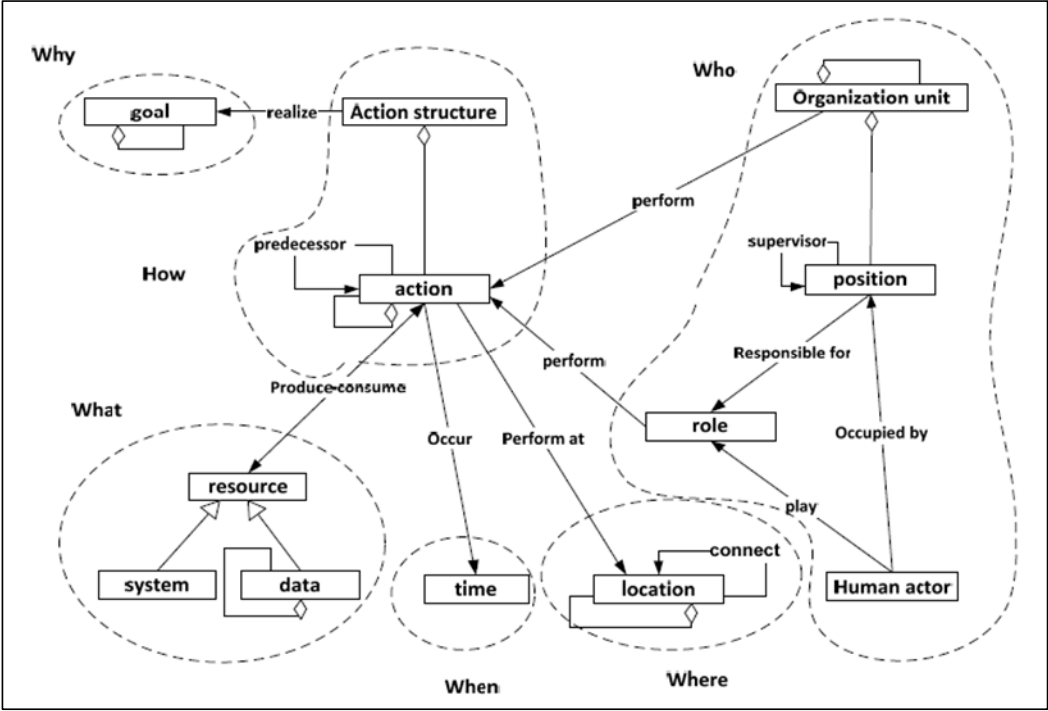 Why
Who
goal
realize
Action structure
Organization unit
perform
predecessor
supervisor
How
action
position
Responsible for
perform
Produce consume
What
Occur
Perform at
role
Occupied by
resource
play
connect
system
data
time
location
Human actor
When
Where